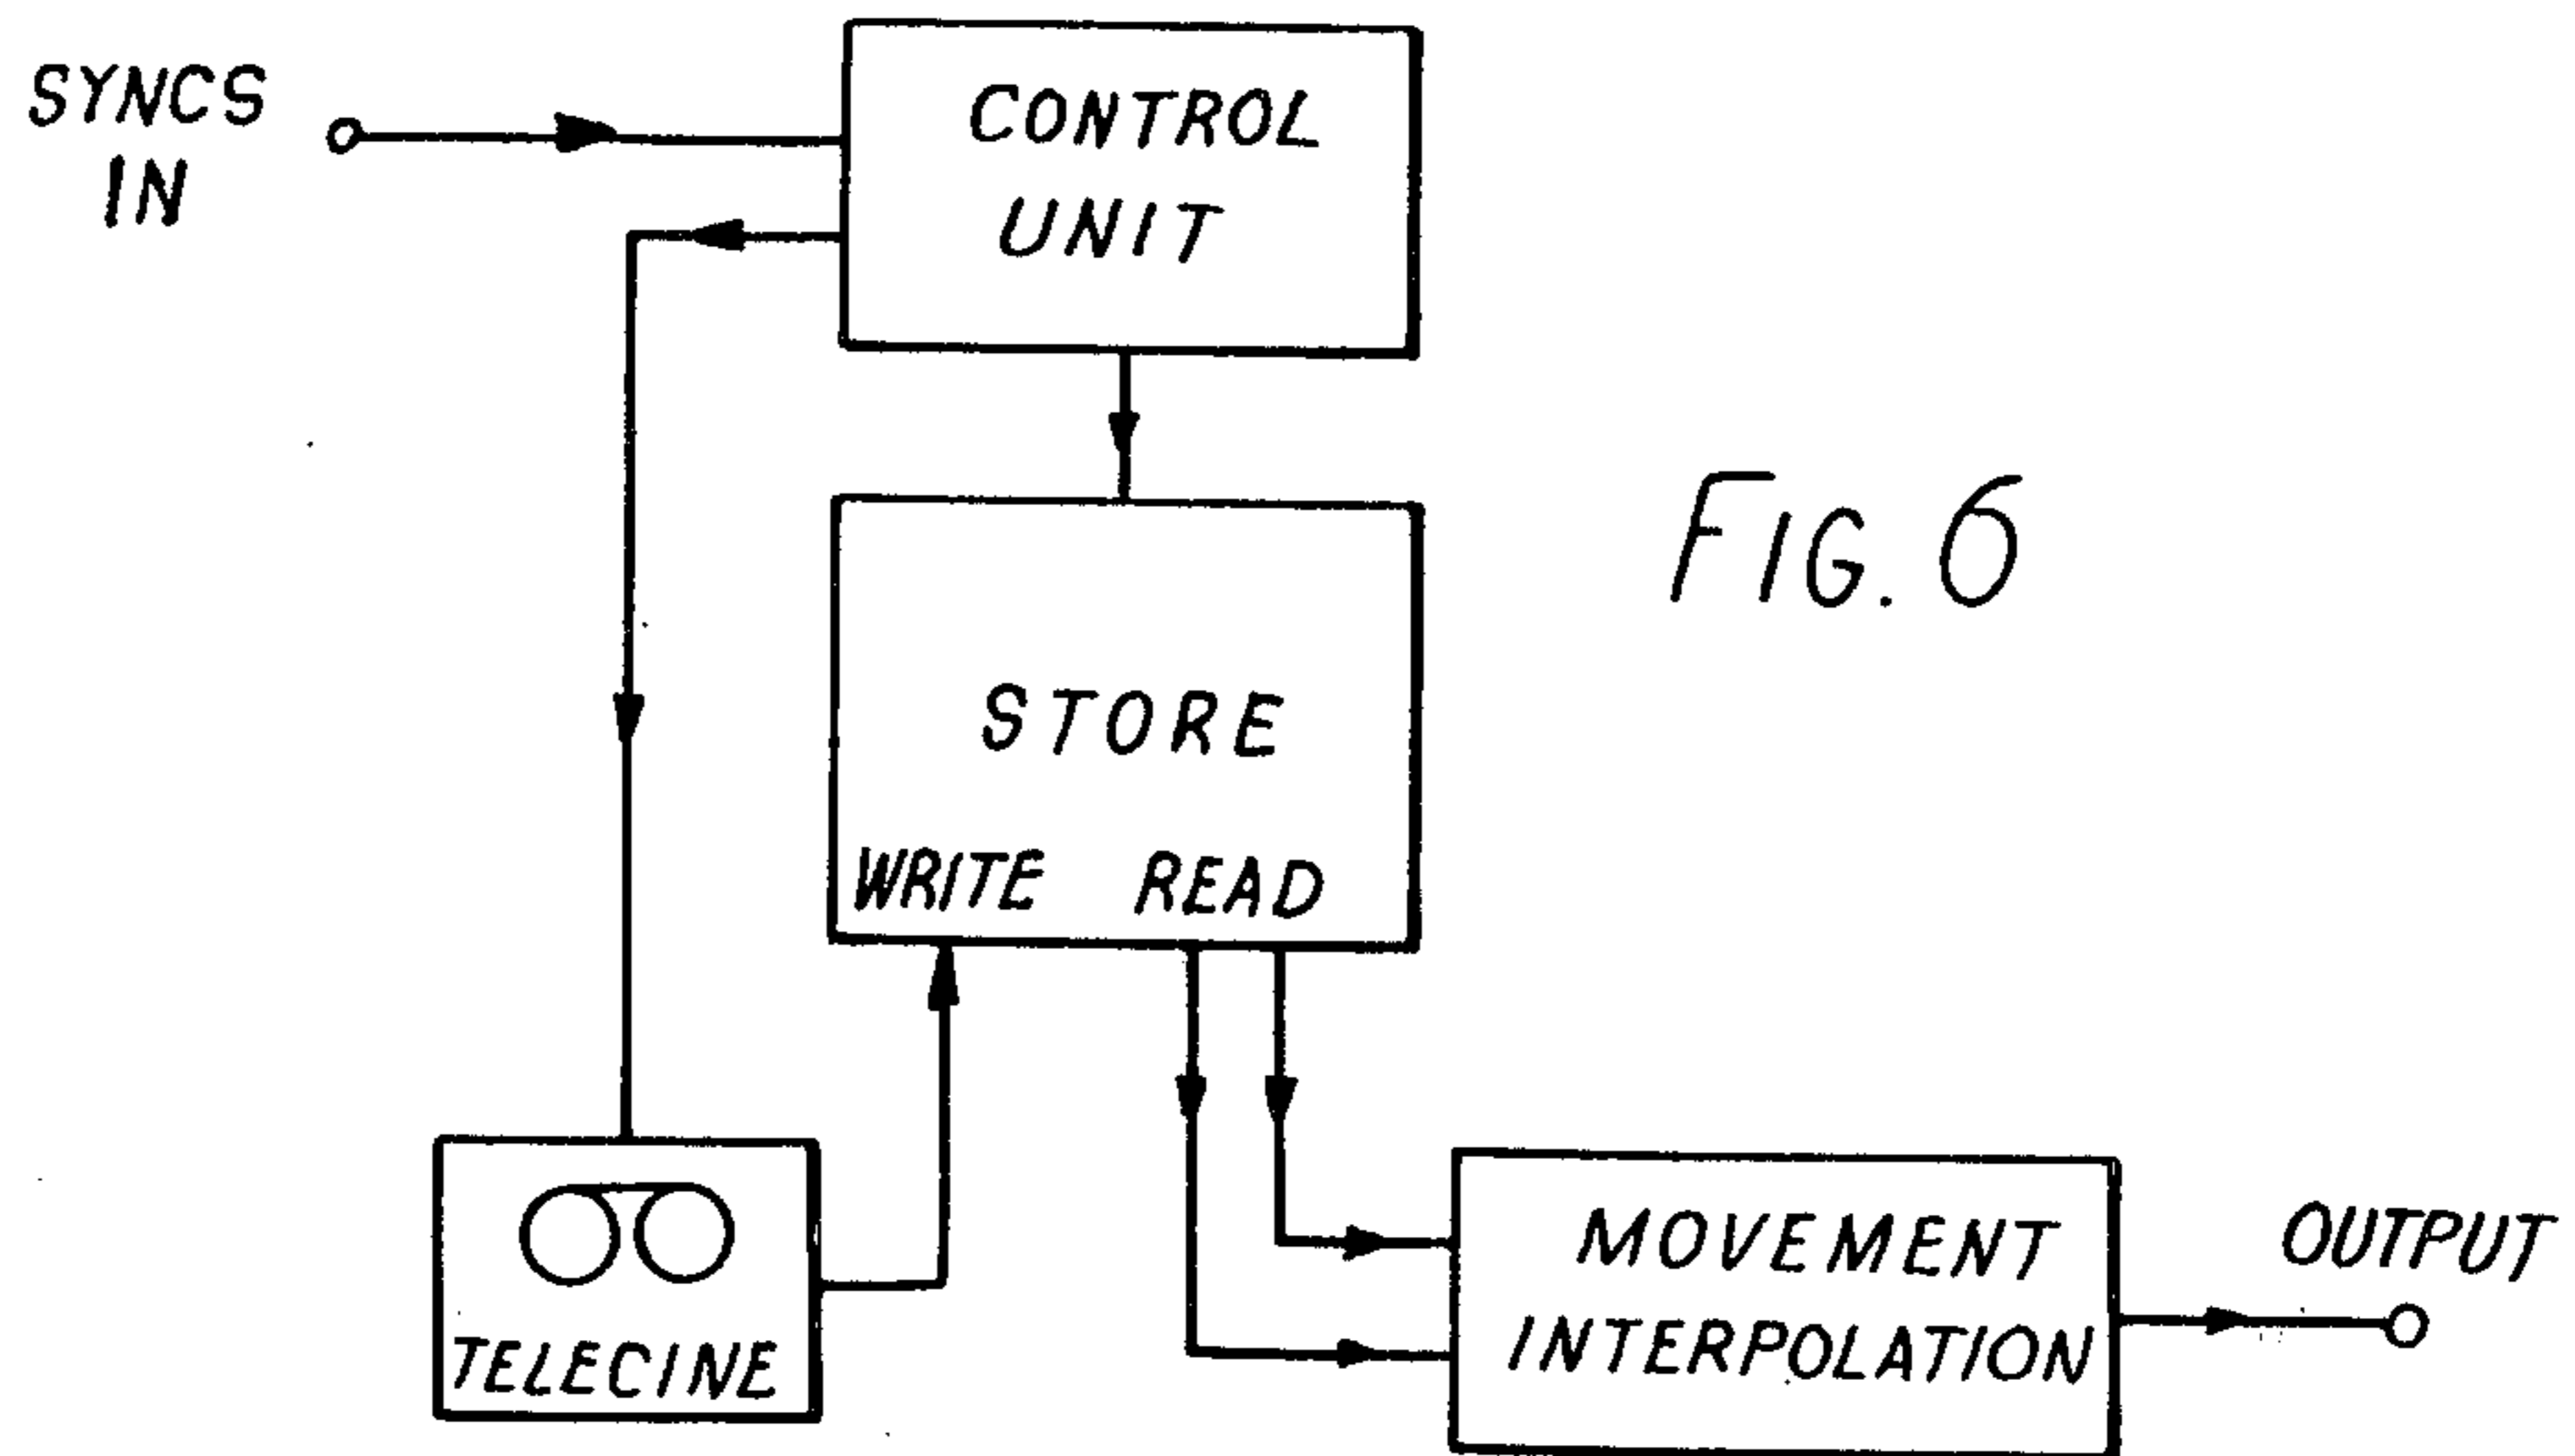 SYNCS
IN
CONTROL
UNIT
FIG. 6
STORE
WRITE READ
TELECINE
MOVEMENT
INTERPOLATION
OUTPUT